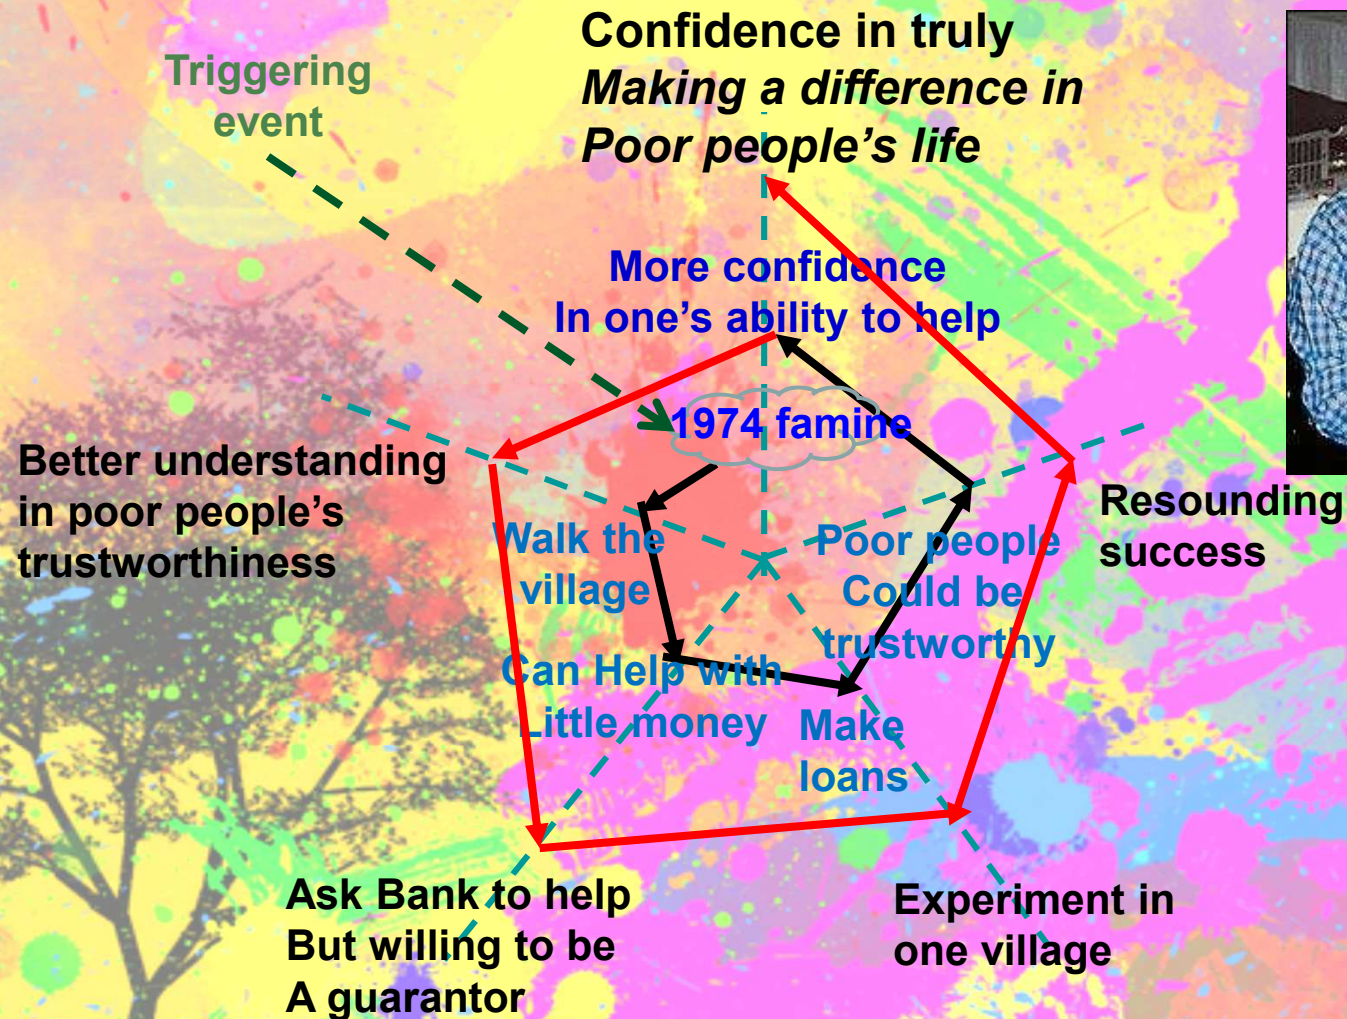 Confidence in truly
Making a difference in
Poor people's life
Triggering
event
More confidence
In one's ability to help
1974 famine
Better understanding
in poor people's
trustworthiness
Walk the
village
Poor people
Could be
trustworthy
Resounding
success
Can Help with
Little money
Make
loans
Ask Bank to help
But willing to be
A guarantor
Experiment in
one village